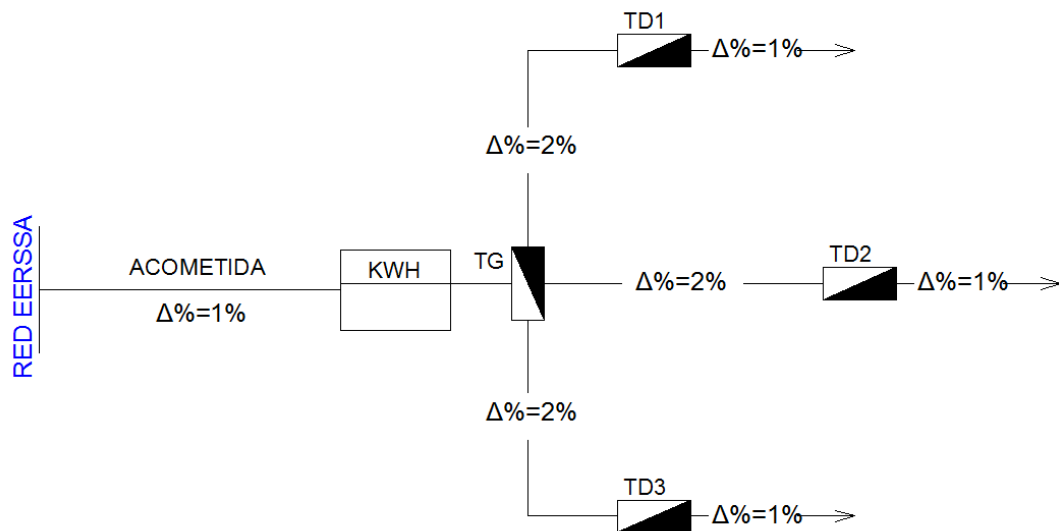 TD1
Δ%=1%
Δ%=2%
RED EERSSA
ACOMETIDA
Δ%=1%
KWH
TG
Δ%=2%
TD2
Δ%=1%
Δ%=2%
TD3
Δ%=1%